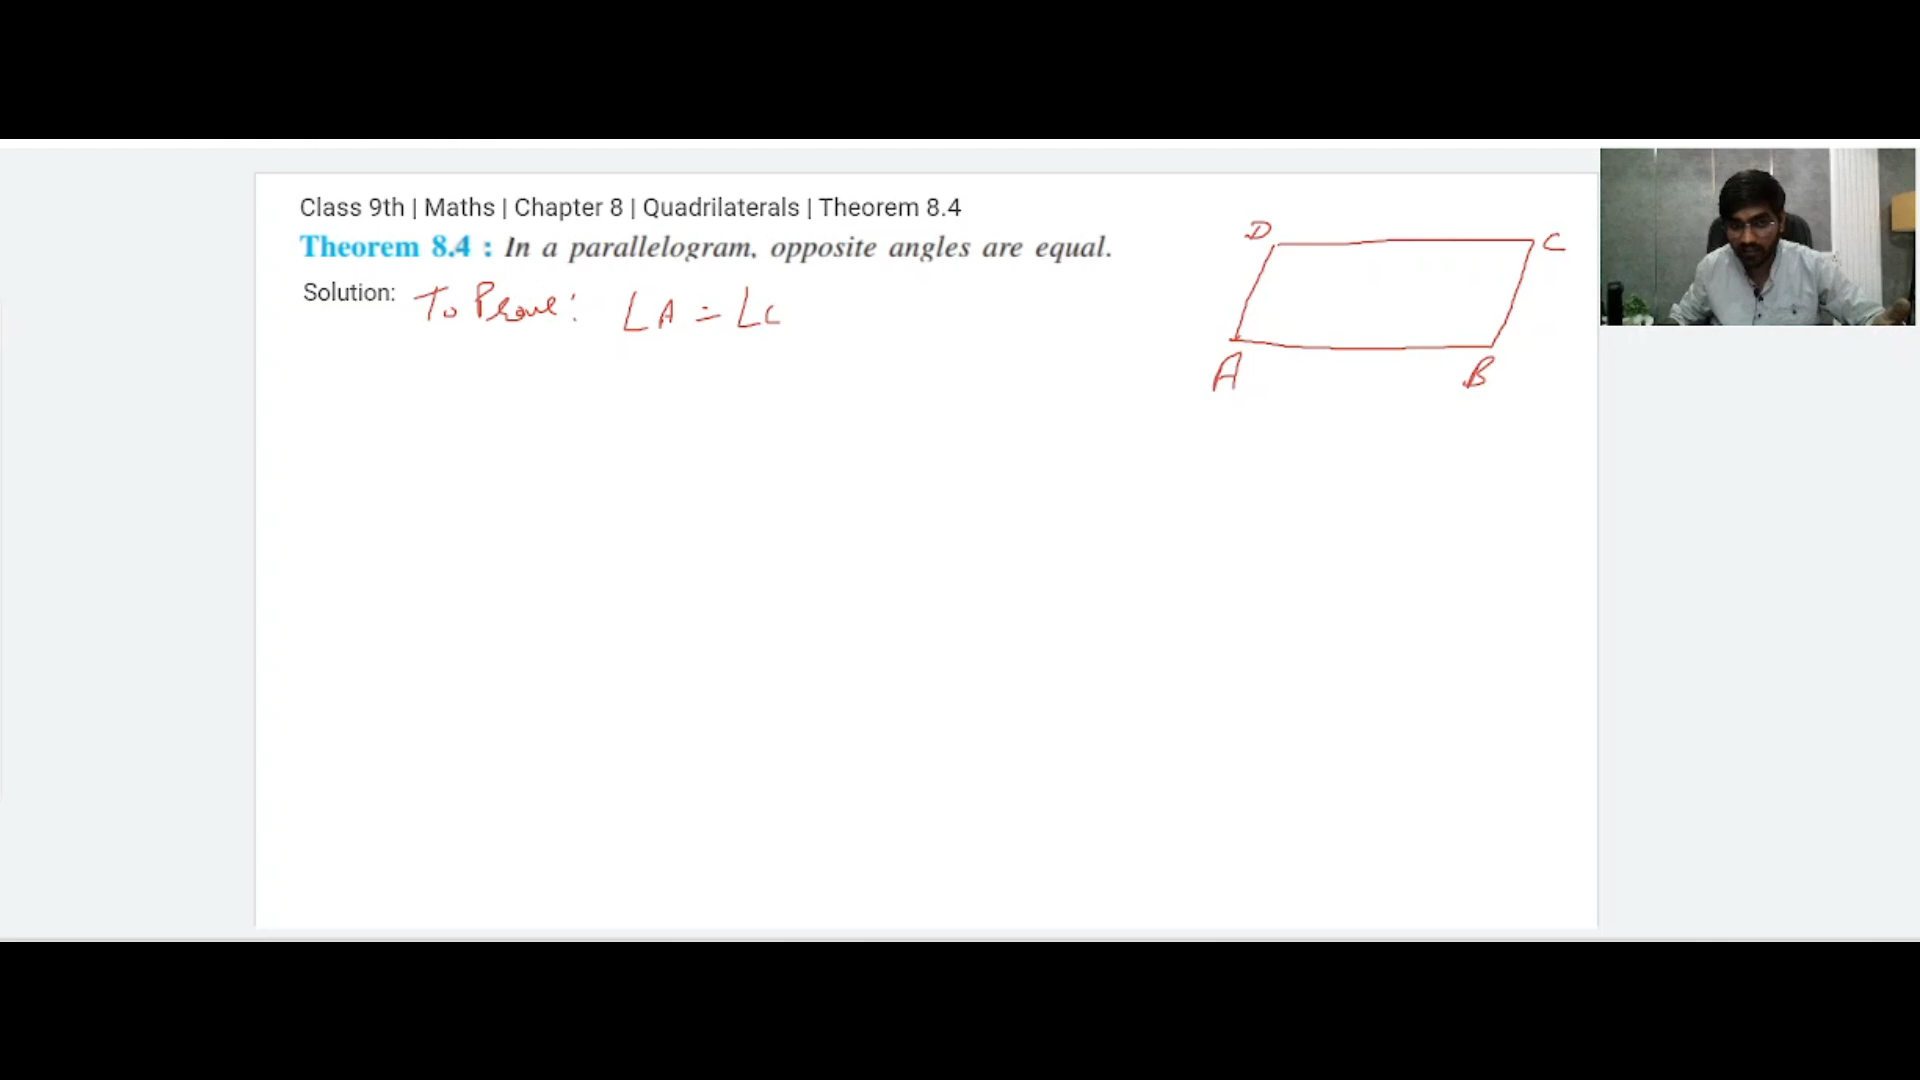 Class 9th | Maths | Chapter 8 | Quadrilaterals | Theorem 8.4
Theorem 8.4 : In a parallelogram, opposite angles are equal.
Solution: To Prove: ∠A = ∠C
D C
A B